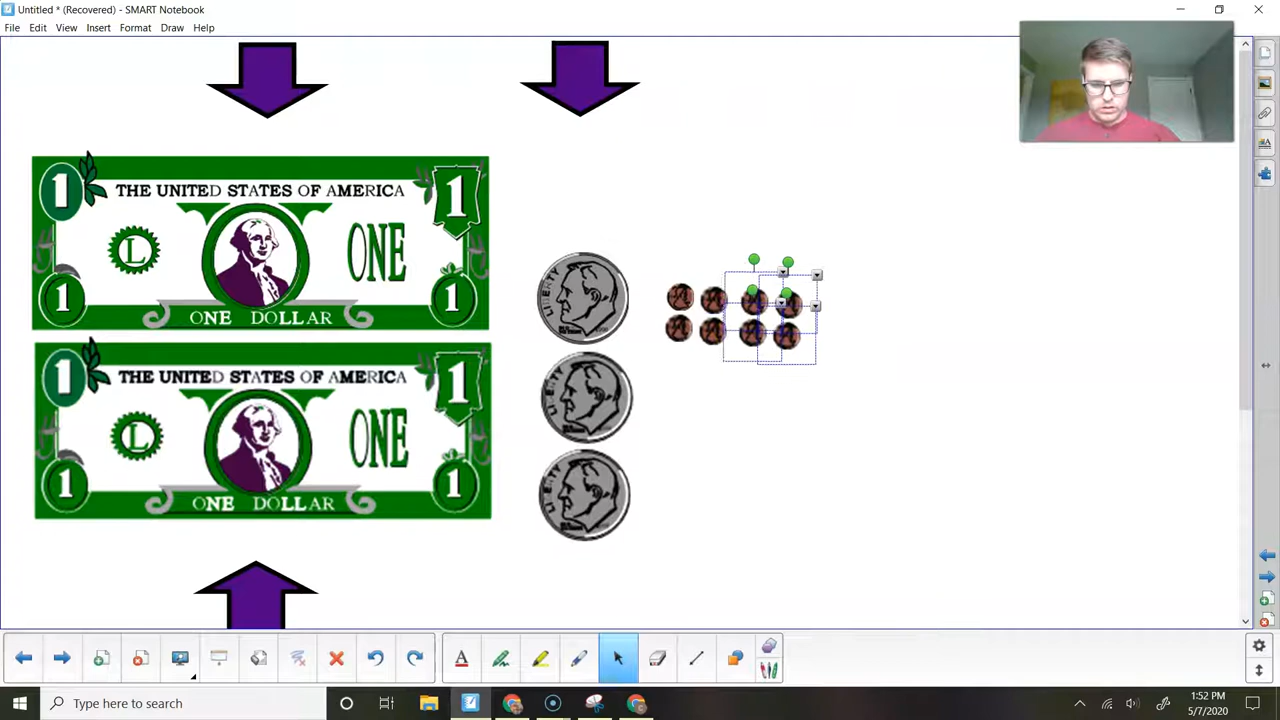 Untitled * (Recovered) - SMART Notebook
File Edit View Insert Format Draw Help
1 THE UNITED STATES OF AMERICA 1
L ONE
1 ONE DOLLAR 1
LIBERTY
1 THE UNITED STATES OF AMERICA 1
L ONE
1 ONE DOLLAR 1
LIBERTY
Type here to search
1:52 PM
5/7/2020